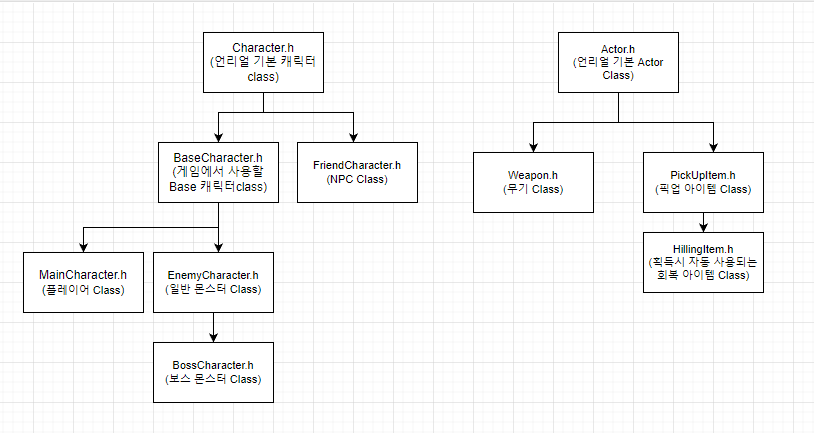 Character.h
(언리얼 기본 캐릭터
class)
Actor.h
(언리얼 기본 Actor
Class)
BaseCharacter.h
(게임에서 사용할
Base 캐릭터class)
FriendCharacter.h
(NPC Class)
Weapon.h
(무기 Class)
PickUpItem.h
(픽업 아이템 Class)
MainCharacter.h
(플레이어 Class)
EnemyCharacter.h
(일반 몬스터 Class)
HillingItem.h
(획득시 자동 사용되는
회복 아이템 Class)
BossCharacter.h
(보스 몬스터 Class)